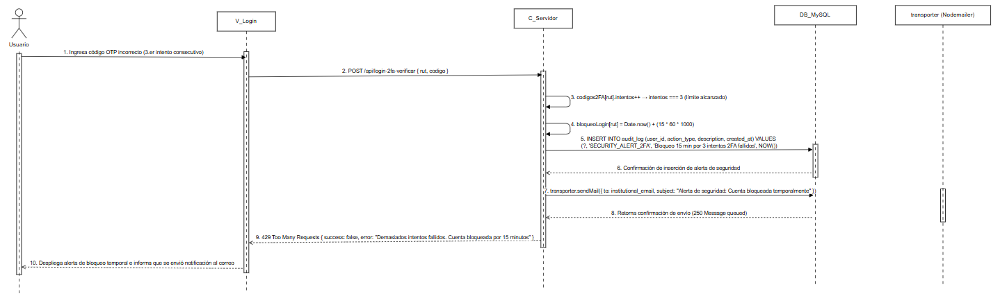 Usuario
V_Login
C_Servidor
DB_MySQL
transporter (Nodemailer)
1. Ingresa código OTP incorrecto (3.er intento consecutivo)
2. POST /api/login-2fa-verificar { rut, codigo }
3. codigos2FA[rut].intentos++ → intentos === 3 (límite alcanzado)
4. bloqueoLogin[rut] = Date.now() + (15 * 60 * 1000)
5. INSERT INTO audit_log (user_id, action_type, description, created_at) VALUES
(?, 'SECURITY_ALERT_2FA', 'Bloqueo 15 min por 3 intentos 2FA fallidos', NOW())
6. Confirmación de inserción de alerta de seguridad
7. transporter.sendMail({ to: institutional_email, subject: "Alerta de seguridad: Cuenta bloqueada temporalmente" })
8. Retorna confirmación de envío (250 Message queued)
9. 429 Too Many Requests { success: false, error: "Demasiados intentos fallidos. Cuenta bloqueada por 15 minutos" }
10. Despliega alerta de bloqueo temporal e informa que se envió notificación al correo